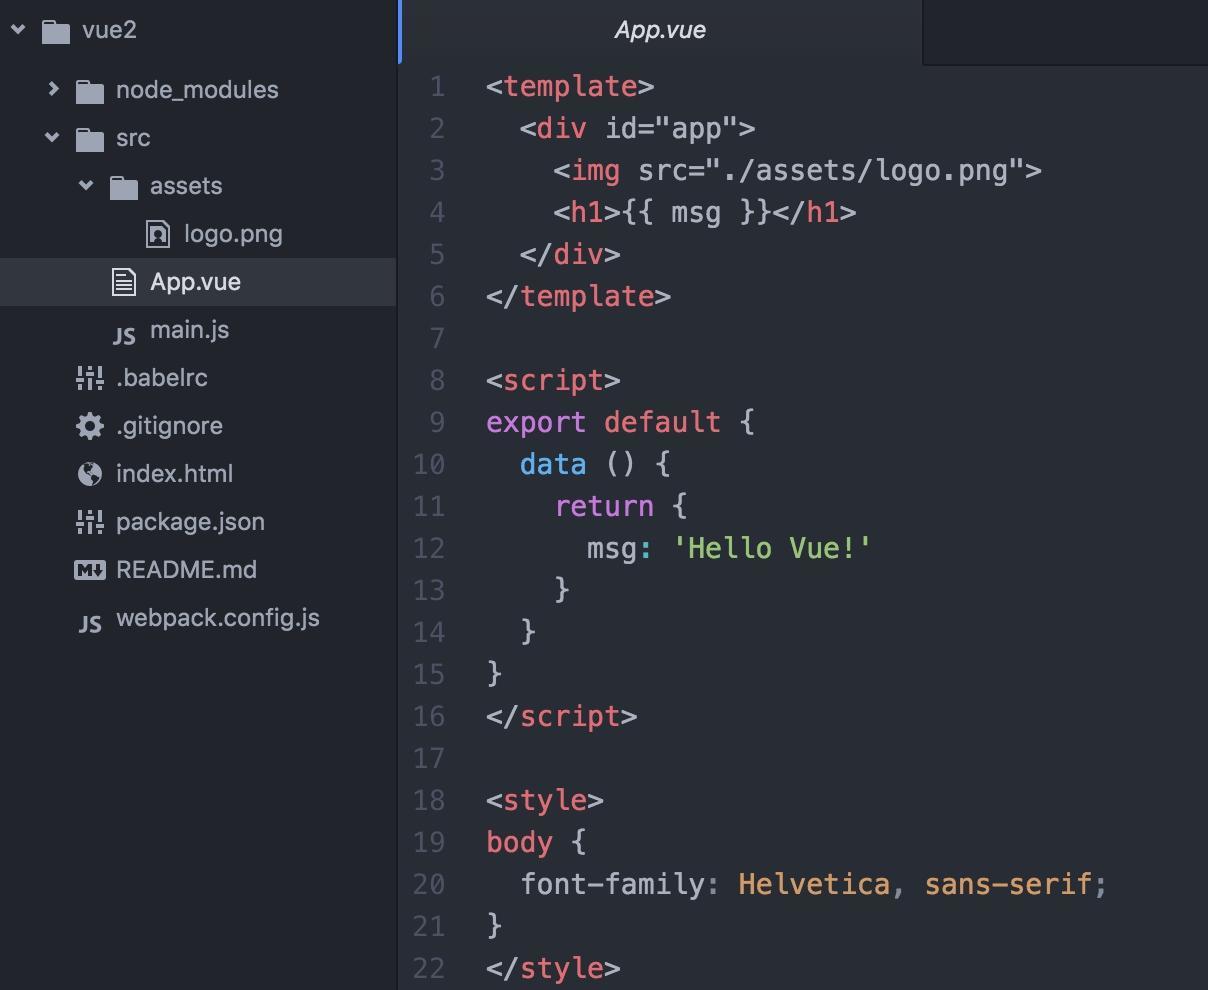 vue2
node_modules
src
assets
logo.png
App.vue
JS main.js
.babelrc
.gitignore
index.html
package.json
M README.md
JS webpack.config.js
App.vue
1 <template>
2   <div id="app">
3     <img src="./assets/logo.png">
4     <h1>{{ msg }}</h1>
5   </div>
6 </template>
7
8 <script>
9 export default {
10   data () {
11     return {
12       msg: 'Hello Vue!'
13     }
14   }
15 }
16 </script>
17
18 <style>
19 body {
20   font-family: Helvetica, sans-serif;
21 }
22 </style>